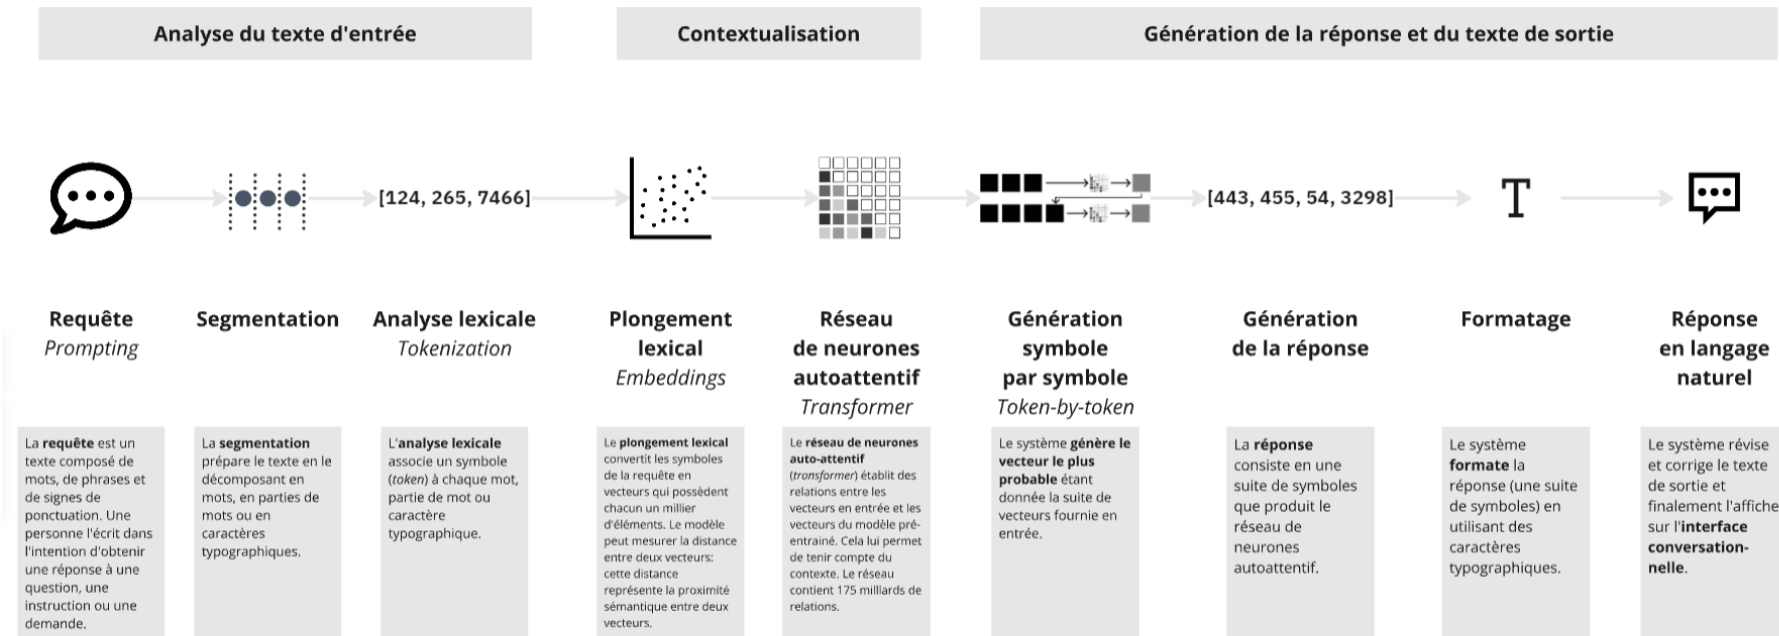 Analyse du texte d'entrée
Contextualisation
Génération de la réponse et du texte de sortie
[124, 265, 7466]
[443, 455, 54, 3298]
T
Requête
Prompting
Segmentation
Analyse lexicale
Tokenization
Plongement
lexical
Embeddings
Réseau
de neurones
autoattentif
Transformer
Génération
symbole
par symbole
Token-by-token
Génération
de la réponse
Formatage
Réponse
en langage
naturel
La requête est un
texte composé de
mots, de phrases et
de signes de
ponctuation. Une
personne l'écrit dans
l'intention d'obtenir
une réponse à une
question, une
instruction ou une
demande.
La segmentation
prépare le texte en le
décomposant en
mots, en parties de
mots ou en
caractères
typographiques.
L'analyse lexicale
associe un symbole
(token) à chaque mot,
partie de mot ou
caractère
typographique.
Le plongement lexical
convertit les symboles
de la requête en
vecteurs qui possèdent
chacun un millier
d'éléments. Le modèle
peut mesurer la distance
entre deux vecteurs:
cette distance
représente la proximité
sémantique entre deux
vecteurs.
Le réseau de neurones
auto-attentif
(transformer) établit des
relations entre les
vecteurs en entrée et les
vecteurs du modèle pré-
entrainé. Cela lui permet
de tenir compte du
contexte. Le réseau
contient 175 milliards de
relations.
Le système génère le
vecteur le plus
probable étant
donnée la suite de
vecteurs fournie en
entrée.
La réponse
consiste en une
suite de symboles
que produit le
réseau de
neurones
autoattentif.
Le système
formate la
réponse (une suite
de symboles) en
utilisant des
caractères
typographiques.
Le système révise
et corrige le texte
de sortie et
finalement l'affiche
sur l'interface
conversation-
nelle.